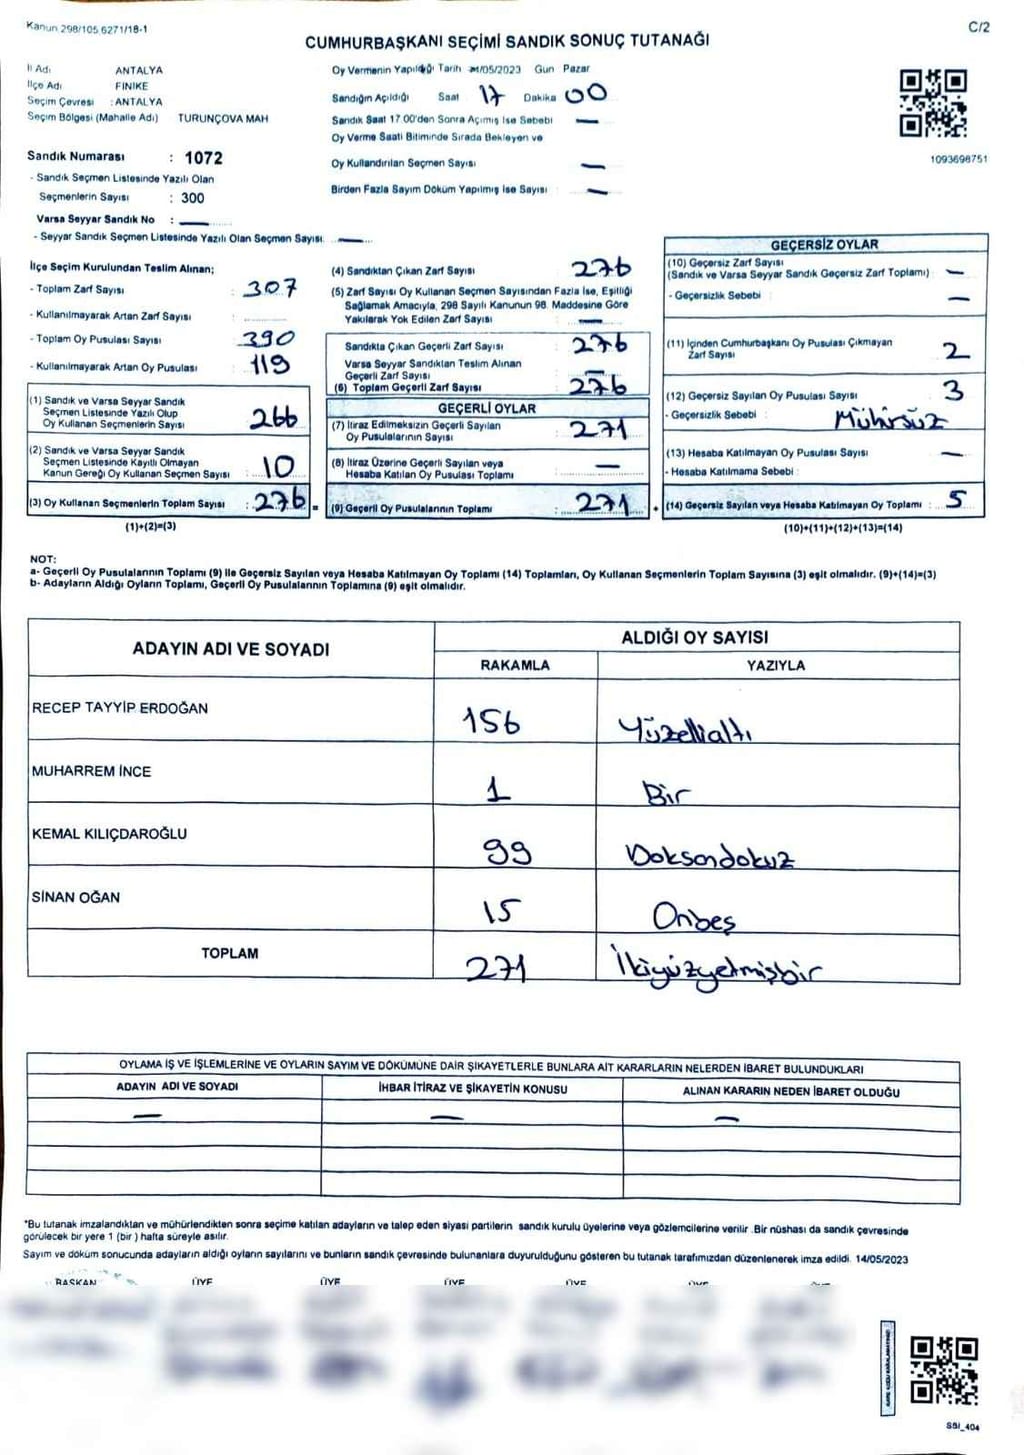 Kanun 298/105,6271/18-1
C/2
CUMHURBAŞKANI SEÇİMİ SANDIK SONUÇ TUTANAĞI
İl Adı ANTALYA
İlçe Adı FİNİKE
Seçim Çevresi : ANTALYA
Seçim Bölgesi (Mahalle Adı) TURUNÇOVA MAH
Sandık Numarası : 1072
- Sandık Seçmen Listesinde Yazılı Olan
Seçmenlerin Sayısı : 300
Varsa Seyyar Sandık No : —
- Seyyar Sandık Seçmen Listesinde Yazılı Olan Seçmen Sayısı: —
Oy Vermenin Yapıldığı Tarih 14/05/2023 Gün Pazar
Sandığın Açıldığı Saat 17 Dakika 00
Sandık Saat 17.00'den Sonra Açılmış İse Sebebi —
Oy Verme Saati Bitiminde Sırada Bekleyen ve
Oy Kullandırılan Seçmen Sayısı —
Birden Fazla Sayım Döküm Yapılmış İse Sayısı —
1093698751
İlçe Seçim Kurulundan Teslim Alınan;
- Toplam Zarf Sayısı : 307
- Kullanılmayarak Artan Zarf Sayısı :
- Toplam Oy Pusulası Sayısı : 390
- Kullanılmayarak Artan Oy Pusulası : 119
(1) Sandık ve Varsa Seyyar Sandık
Seçmen Listesinde Yazılı Olup
Oy Kullanan Seçmenlerin Sayısı : 266
(2) Sandık ve Varsa Seyyar Sandık
Seçmen Listesinde Kayıtlı Olmayan
Kanun Gereği Oy Kullanan Seçmen Sayısı : 10
(3) Oy Kullanan Seçmenlerin Toplam Sayısı : 276 =
(1)+(2)=(3)
(4) Sandıktan Çıkan Zarf Sayısı : 276
(5) Zarf Sayısı Oy Kullanan Seçmen Sayısından Fazla İse, Eşitliği
Sağlamak Amacıyla, 298 Sayılı Kanunun 98. Maddesine Göre
Yakılarak Yok Edilen Zarf Sayısı : —
Sandıkta Çıkan Geçerli Zarf Sayısı : 276
Varsa Seyyar Sandıktan Teslim Alınan
Geçerli Zarf Sayısı : —
(6) Toplam Geçerli Zarf Sayısı : 276
GEÇERLİ OYLAR
(7) İtiraz Edilmeksizin Geçerli Sayılan
Oy Pusulalarının Sayısı : 271
(8) İtiraz Üzerine Geçerli Sayılan veya
Hesaba Katılan Oy Pusulası Toplamı : —
(9) Geçerli Oy Pusulalarının Toplamı : 271 +
GEÇERSİZ OYLAR
(10) Geçersiz Zarf Sayısı
(Sandık ve Varsa Seyyar Sandık Geçersiz Zarf Toplamı) : —
- Geçersizlik Sebebi : —
(11) İçinden Cumhurbaşkanı Oy Pusulası Çıkmayan
Zarf Sayısı : 2
(12) Geçersiz Sayılan Oy Pusulası Sayısı : 3
- Geçersizlik Sebebi : Mühürsüz
(13) Hesaba Katılmayan Oy Pusulası Sayısı : —
- Hesaba Katılmama Sebebi :
(14) Geçersiz Sayılan veya Hesaba Katılmayan Oy Toplamı : 5
(10)+(11)+(12)+(13)=(14)
NOT:
a- Geçerli Oy Pusulalarının Toplamı (9) ile Geçersiz Sayılan veya Hesaba Katılmayan Oy Toplamı (14) Toplamları, Oy Kullanan Seçmenlerin Toplam Sayısına (3) eşit olmalıdır. (9)+(14)=(3)
b- Adayların Aldığı Oyların Toplamı, Geçerli Oy Pusulalarının Toplamına (9) eşit olmalıdır.
ADAYIN ADI VE SOYADI
ALDIĞI OY SAYISI
RAKAMLA YAZIYLA
RECEP TAYYİP ERDOĞAN 156 Yüzellialtı
MUHARREM İNCE 1 Bir
KEMAL KILIÇDAROĞLU 99 Doksandokuz
SİNAN OĞAN 15 Onbeş
TOPLAM 271 İkiyüzyetmişbir
OYLAMA İŞ VE İŞLEMLERİNE VE OYLARIN SAYIM VE DÖKÜMÜNE DAİR ŞİKAYETLERLE BUNLARA AİT KARARLARIN NELERDEN İBARET BULUNDUKLARI
ADAYIN ADI VE SOYADI İHBAR İTİRAZ VE ŞİKAYETİN KONUSU ALINAN KARARIN NEDEN İBARET OLDUĞU
— — —
*Bu tutanak imzalandıktan ve mühürlendikten sonra seçime katılan adayların ve talep eden siyasi partilerin sandık kurulu üyelerine veya gözlemcilerine verilir .Bir nüshası da sandık çevresinde
görülecek bir yere 1 (bir ) hafta süreyle asılır.
Sayım ve döküm sonucunda adayların aldığı oyların sayılarını ve bunların sandık çevresinde bulunanlara duyurulduğunu gösteren bu tutanak tarafımızdan düzenlenerek imza edildi. 14/05/2023
BAŞKAN ÜYE ÜYE ÜYE ÜYE ÜYE ÜYE
SSİ_404